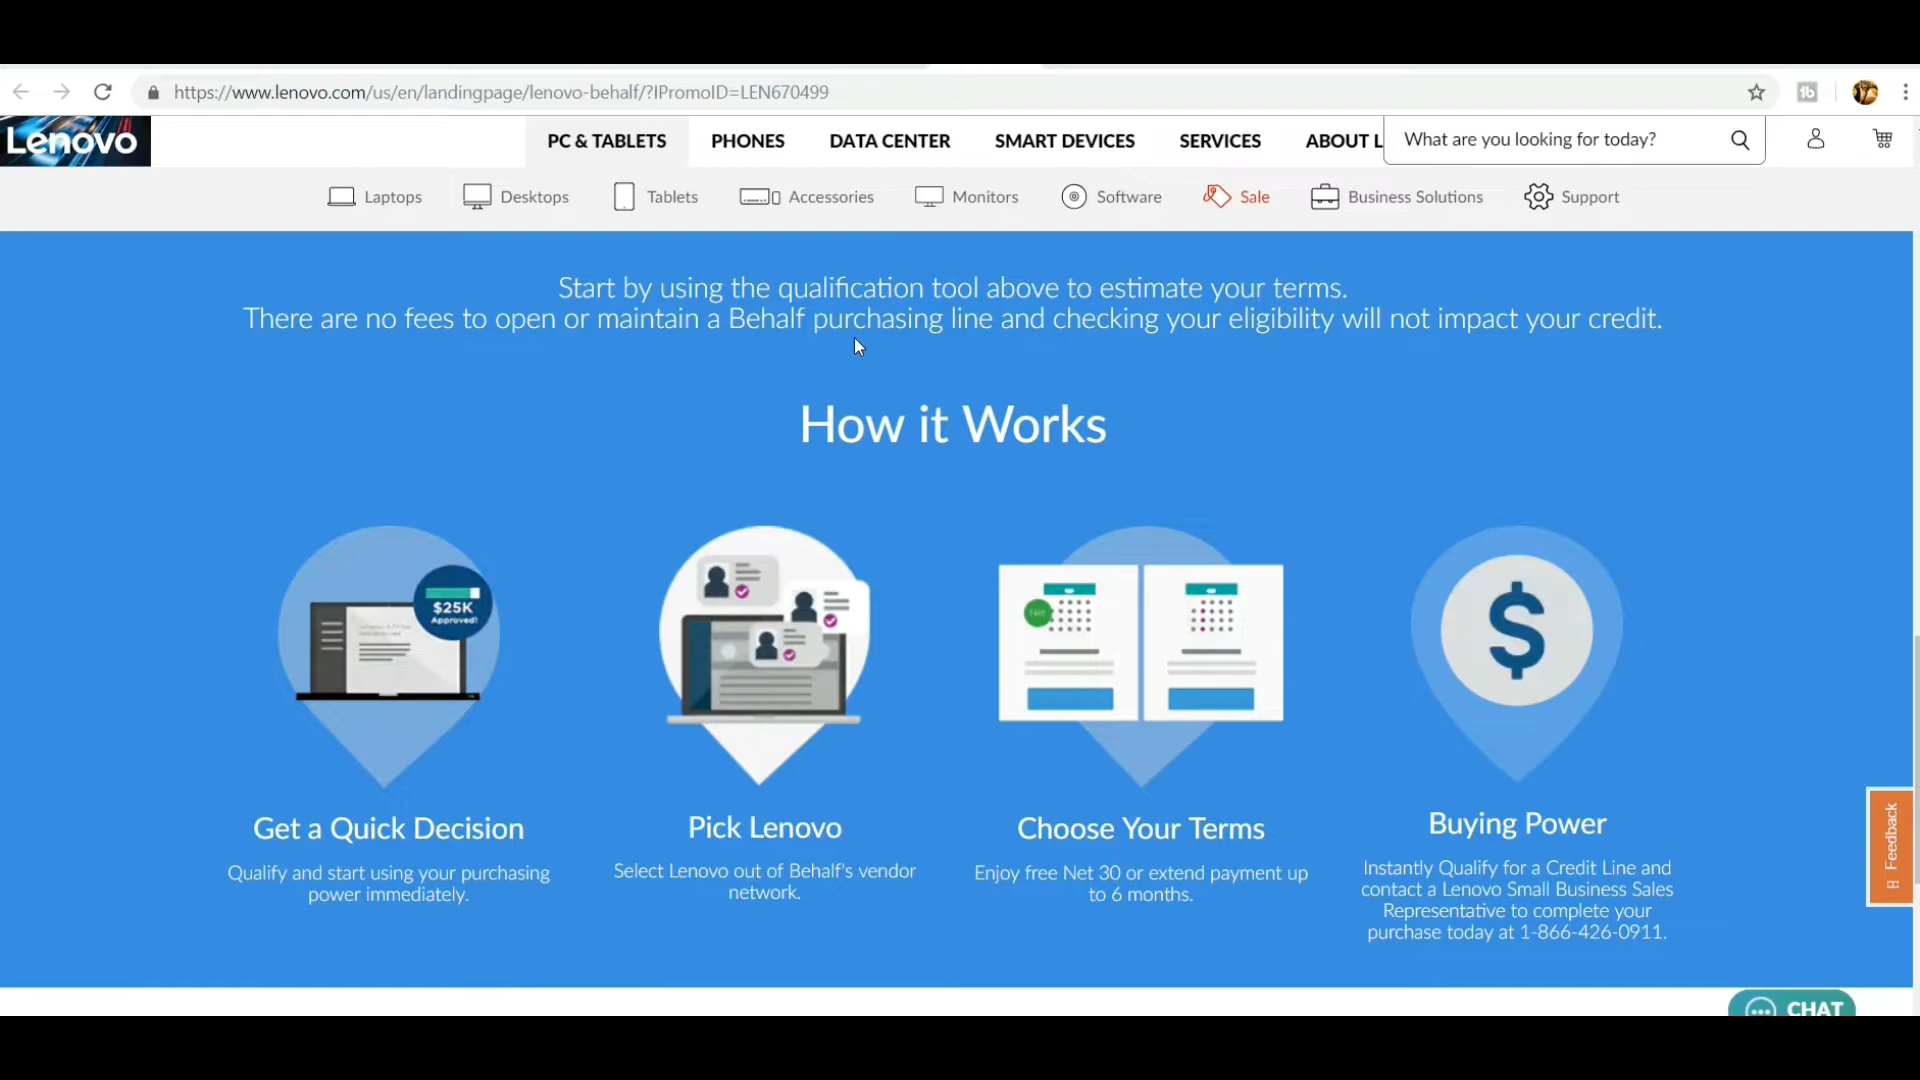 https://www.lenovo.com/us/en/landingpage/lenovo-behalf/?IPromoID=LEN670499
Lenovo
PC & TABLETS PHONES DATA CENTER SMART DEVICES SERVICES ABOUT L
What are you looking for today?
Laptops Desktops Tablets Accessories Monitors Software Sale Business Solutions Support
Start by using the qualification tool above to estimate your terms.
There are no fees to open or maintain a Behalf purchasing line and checking your eligibility will not impact your credit.
How it Works
$25K
Approved!
Net
$
Get a Quick Decision
Qualify and start using your purchasing
power immediately.
Pick Lenovo
Select Lenovo out of Behalf's vendor
network.
Choose Your Terms
Enjoy free Net 30 or extend payment up
to 6 months.
Buying Power
Instantly Qualify for a Credit Line and
contact a Lenovo Small Business Sales
Representative to complete your
purchase today at 1-866-426-0911.
Feedback
CHAT